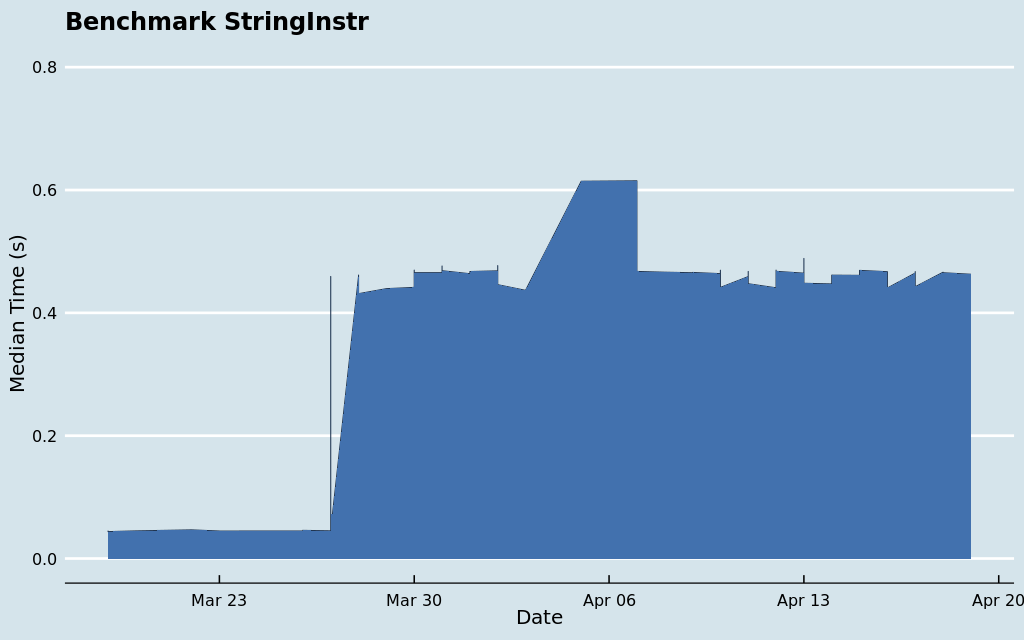 Benchmark StringInstr
0.8
0.6
0.4
0.2
0.0
Median Time (s)
Mar 23 Mar 30 Apr 06 Apr 13 Apr 20
Date